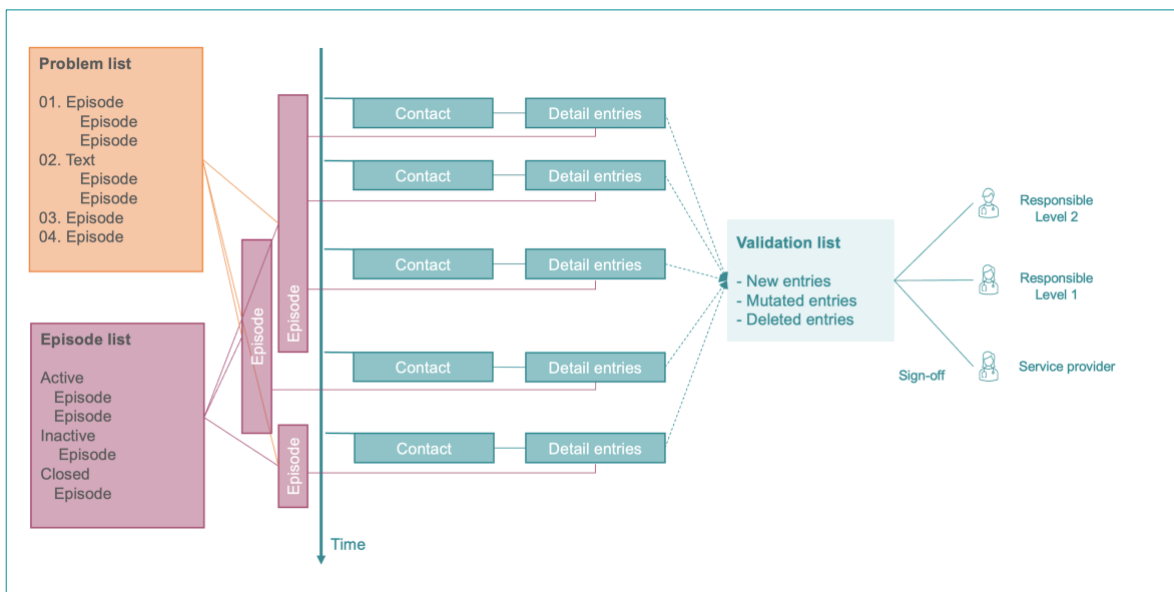 Problem list
01. Episode
Episode
Episode
02. Text
Episode
Episode
03. Episode
04. Episode
Episode list
Active
Episode
Episode
Inactive
Episode
Closed
Episode
Episode
Episode
Episode
Contact
Detail entries
Contact
Detail entries
Contact
Detail entries
Contact
Detail entries
Contact
Detail entries
Time
Validation list
- New entries
- Mutated entries
- Deleted entries
Responsible
Level 2
Responsible
Level 1
Sign-off
Service provider